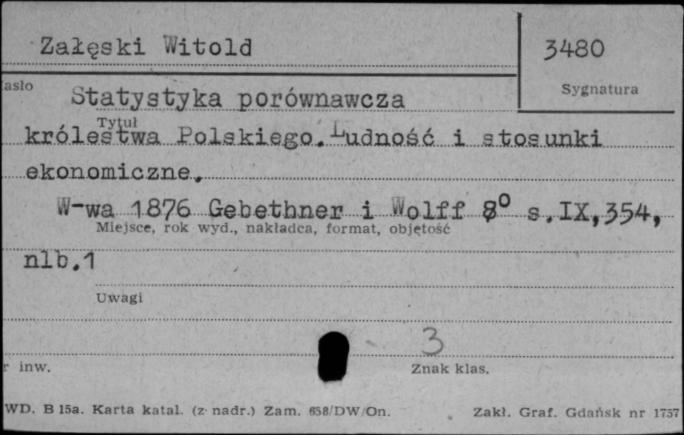 Załęski Witold
3480
asło
Sygnatura
Statystyka porównawcza
Tytuł
królestwa Polskiego. Ludność i stosunki
ekonomiczne.
W-wa 1876 Gebethner i Wolff 8° s.IX,354,
Miejsce, rok wyd., nakładca, format, objętość
nlb.1
Uwagi
3
r inw.
Znak klas.
WD. B 15a. Karta katal. (z nadr.) Zam. 658/DW/On.
Zakł. Graf. Gdańsk nr 1757